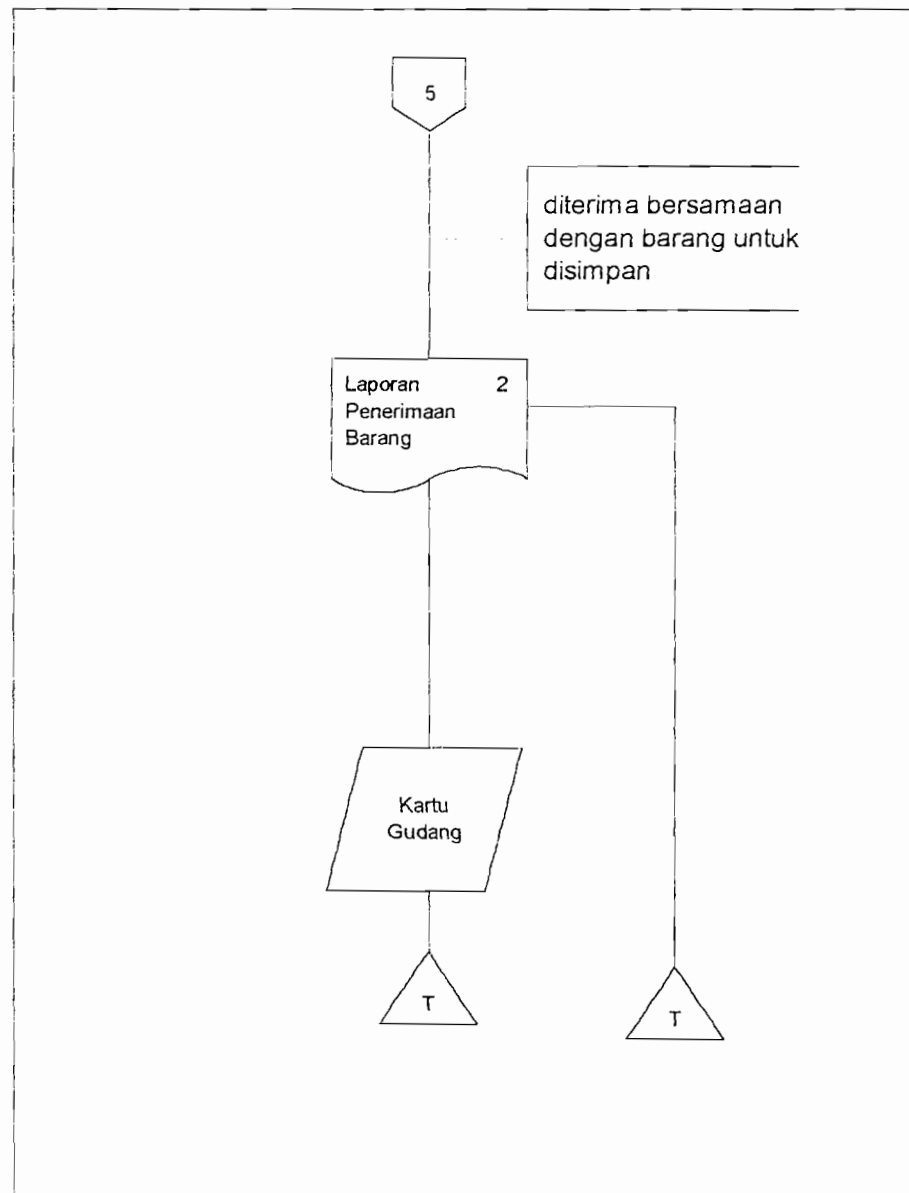 5
diterima bersamaan
dengan barang untuk
disimpan
Laporan 2
Penerimaan
Barang
Kartu
Gudang
T
T